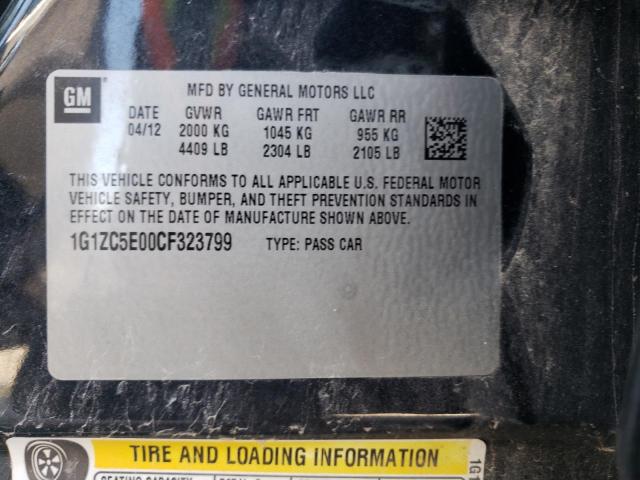 GM
MFD BY GENERAL MOTORS LLC
DATE GVWR GAWR FRT GAWR RR
04/12 2000 KG 1045 KG 955 KG
4409 LB 2304 LB 2105 LB
THIS VEHICLE CONFORMS TO ALL APPLICABLE U.S. FEDERAL MOTOR
VEHICLE SAFETY, BUMPER, AND THEFT PREVENTION STANDARDS IN
EFFECT ON THE DATE OF MANUFACTURE SHOWN ABOVE.
1G1ZC5E00CF323799 TYPE: PASS CAR
TIRE AND LOADING INFORMATION
SEATING CAPACITY